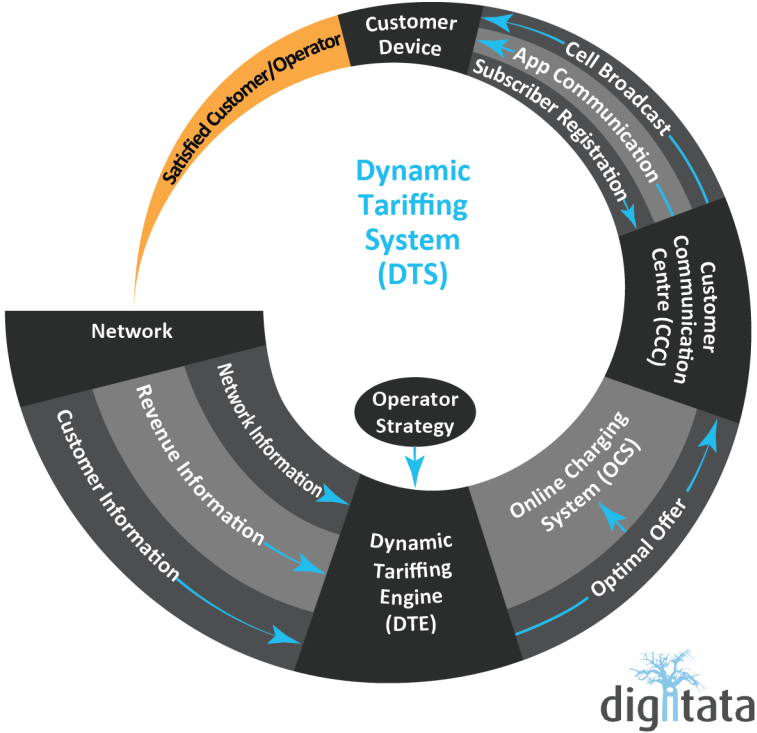 Customer
Device
Satisfied Customer/Operator
Cell Broadcast
App Communication
Subscriber Registration
Dynamic
Tariffing
System
(DTS)
Customer
Communication
Centre (CCC)
Network
Operator
Strategy
Network Information
Revenue Information
Customer Information
Online Charging
System (OCS)
Optimal Offer
Dynamic
Tariffing
Engine
(DTE)
digiitata